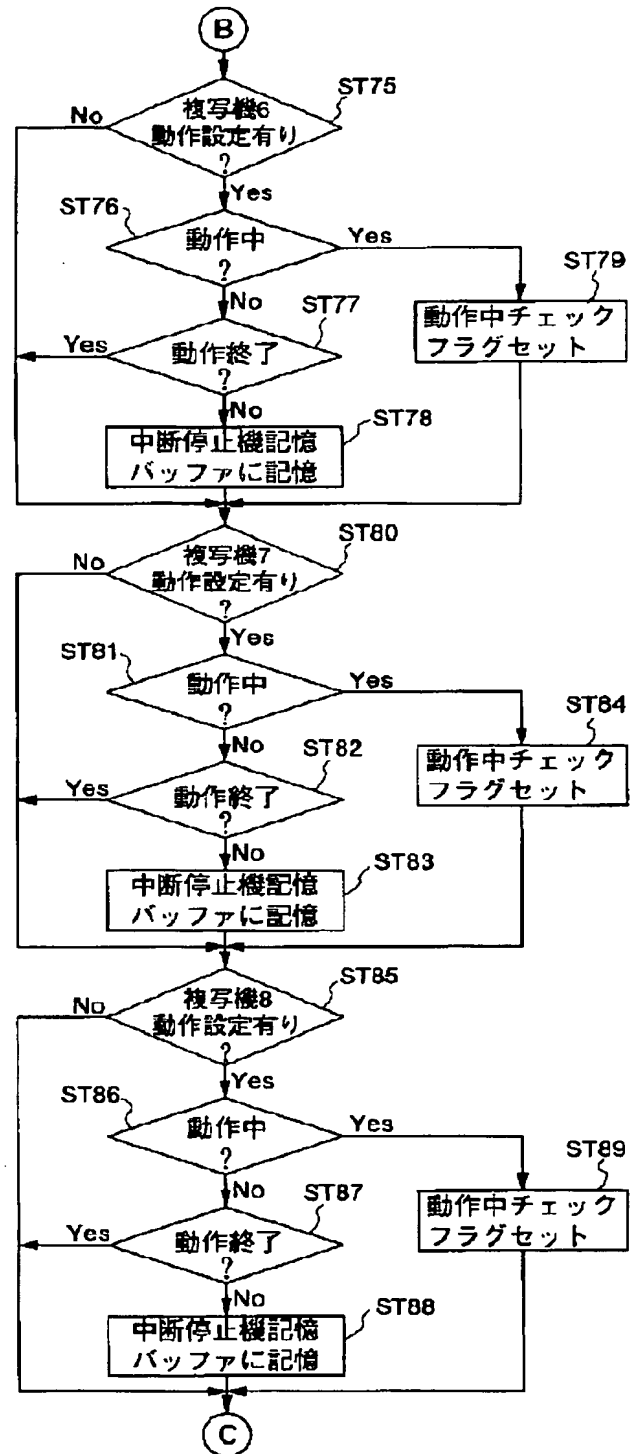 B
ST75
複写機6
動作設定有り
?
No
Yes
ST76
動作中
?
Yes
No
ST79
動作中チェック
フラグセット
ST77
動作終了
?
Yes
No
ST78
中断停止機記憶
バッファに記憶
ST80
複写機7
動作設定有り
?
No
Yes
ST81
動作中
?
Yes
No
ST84
動作中チェック
フラグセット
ST82
動作終了
?
Yes
No
ST83
中断停止機記憶
バッファに記憶
ST85
複写機8
動作設定有り
?
No
Yes
ST86
動作中
?
Yes
No
ST89
動作中チェック
フラグセット
ST87
動作終了
?
Yes
No
ST88
中断停止機記憶
バッファに記憶
C